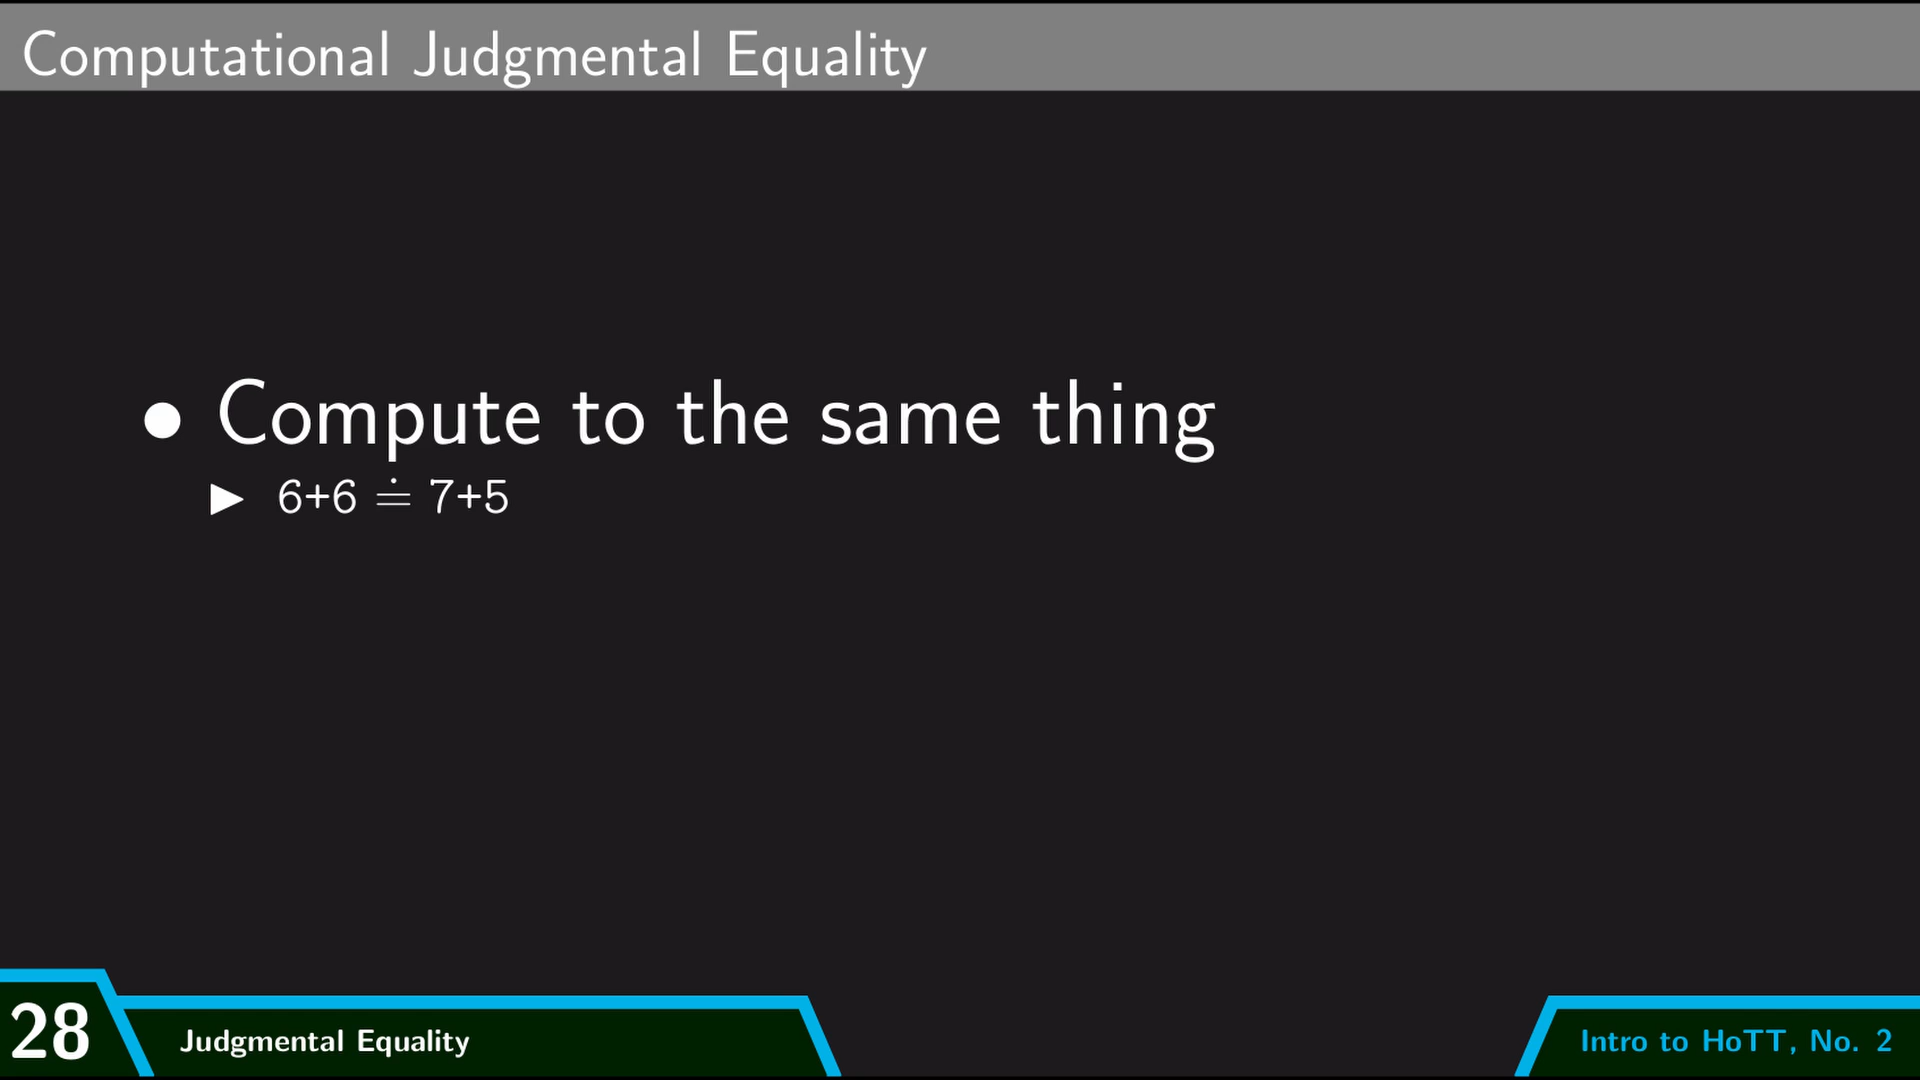 Computational Judgmental Equality
• Compute to the same thing
▶ 6+6 ≐ 7+5
28
Judgmental Equality
Intro to HoTT, No. 2